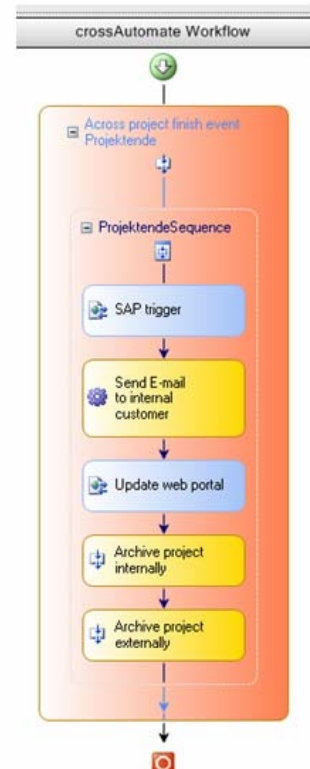 crossAutomate Workflow
Across project finish event
Projektende
ProjektendeSequence
SAP trigger
Send E-mail
to internal
customer
Update web portal
Archive project
internally
Archive project
externally